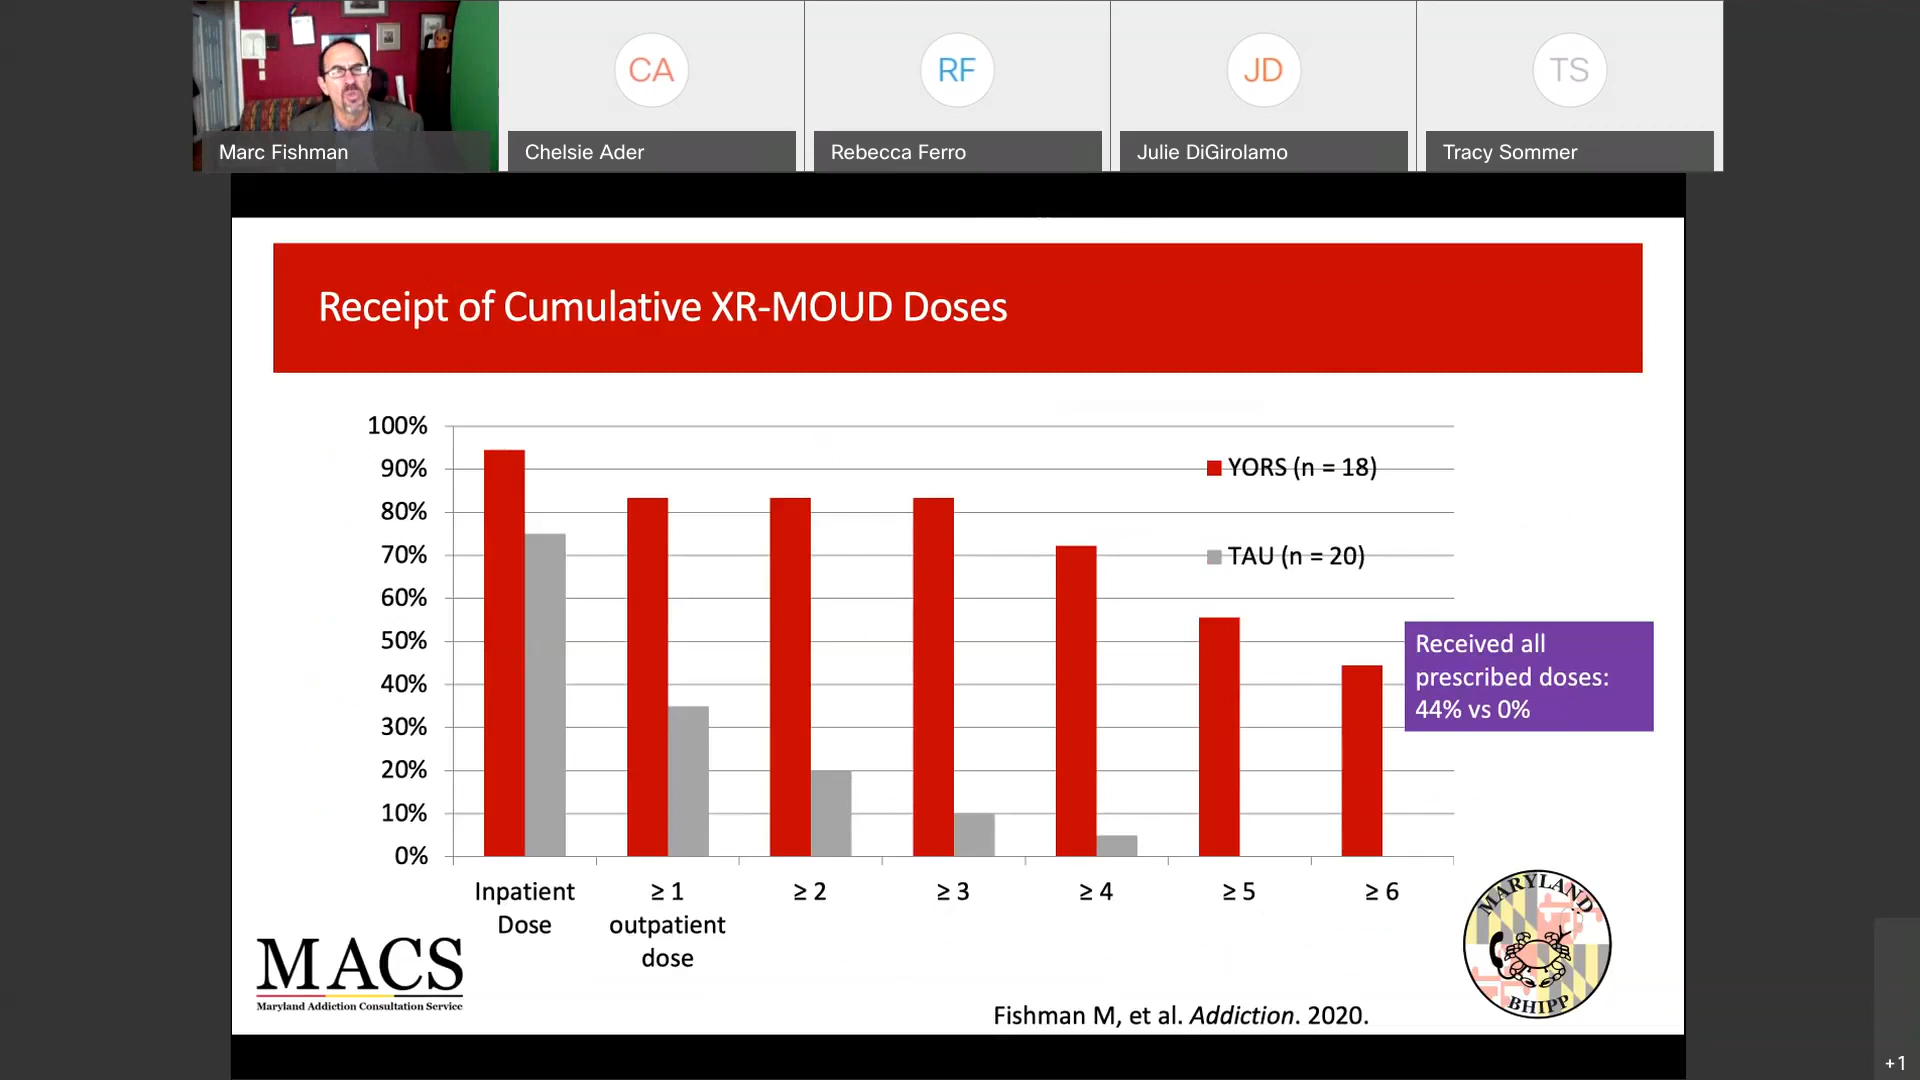 CA
RF
JD
TS
Marc Fishman
Chelsie Ader
Rebecca Ferro
Julie DiGirolamo
Tracy Sommer
Receipt of Cumulative XR-MOUD Doses
100%
90%
80%
70%
60%
50%
40%
30%
20%
10%
0%
YORS (n = 18)
TAU (n = 20)
Received all
prescribed doses:
44% vs 0%
Inpatient
Dose
≥ 1
outpatient
dose
≥ 2
≥ 3
≥ 4
≥ 5
≥ 6
MACS
Maryland Addiction Consultation Service
MARYLAND
BHIPP
Fishman M, et al. Addiction. 2020.
+1